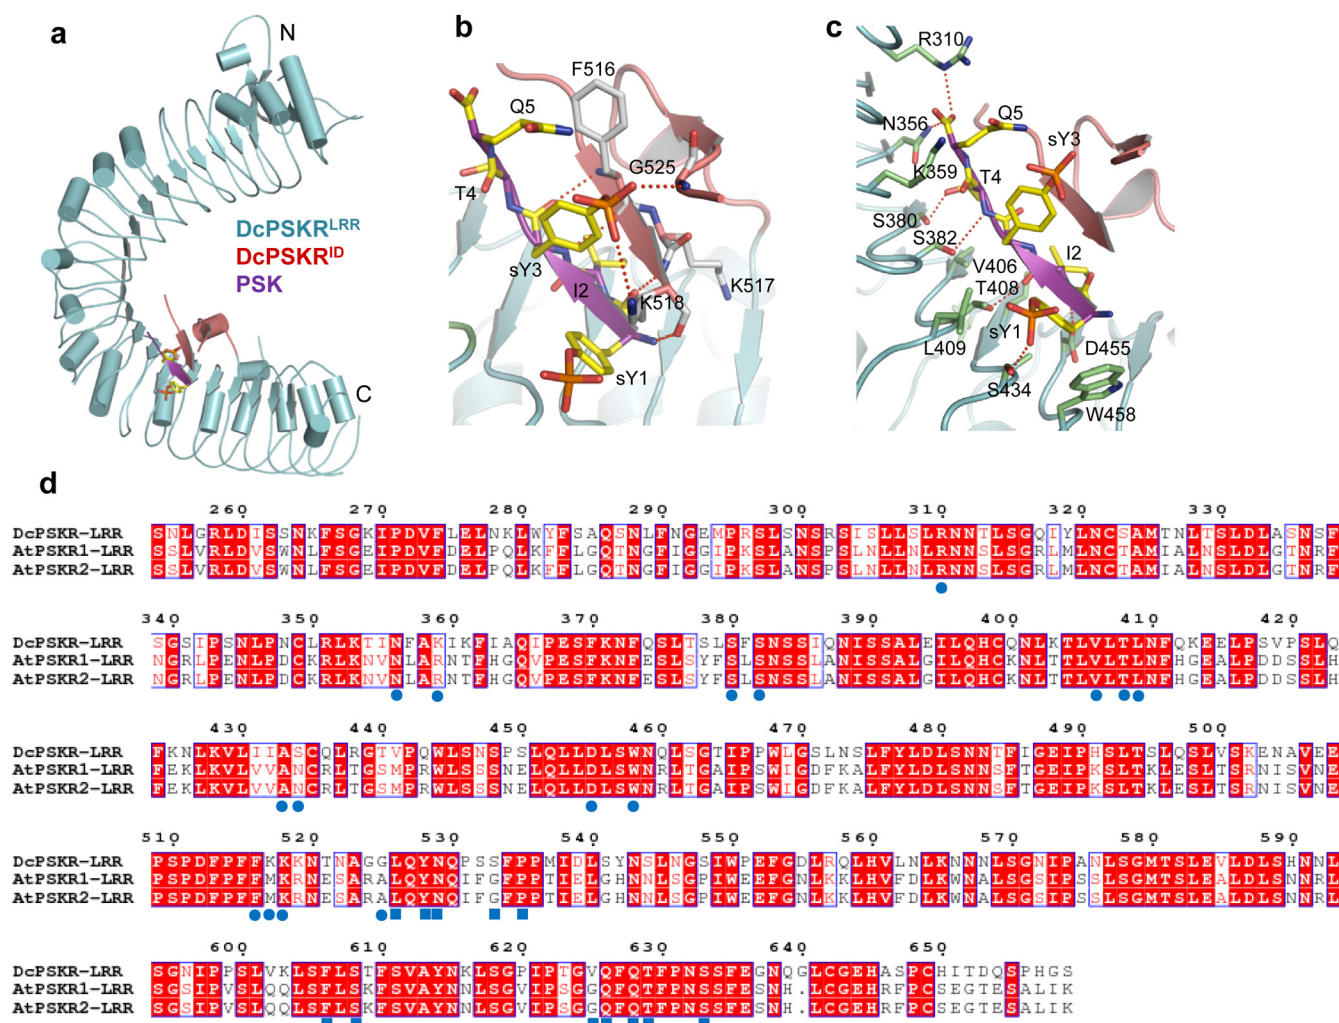 a
N
DcPSKR^LRR
DcPSKR^ID
PSK
C
b
F516
Q5
G525
T4
sY3
I2
K517
K518
sY1
c
R310
Q5
N356
sY3
K359
T4
S380
S382
I2
V406
T408
sY1
L409
D455
S434
W458
d
260 270 280 290 300 310 320 330
DcPSKR-LRR SNLGRLDISSNKFSGKIPDVFLELNKLWYFSAQSNLFNGEMPRSLSNSRSISLLSLRNNTLSGQIYLNCSAMTNLTSLDLASNSF
AtPSKR1-LRR SSLVRLDVSWNLFSGEIPDVFDELPQLKFFLGQTNGFIGGIPKSLANSPSLNLLNLRNNSLSGRLMLNCTAMIALNSLDLGTNRF
AtPSKR2-LRR SSLVRLDVSWNLFSGEIPDVFDELPQLKFFLGQTNGFIGGIPKSLANSPSLNLLNLRNNSLSGRLMLNCTAMIALNSLDLGTNRF
340 350 360 370 380 390 400 410 420
DcPSKR-LRR SGSIPSNLPNCLRLKTINFAKIKFIAQIPESFKNFQSLTSLSFSNSSIQNISSALEILQHCQNLKTLVLTLNFQKEELPSVPSLQ
AtPSKR1-LRR NGRLPENLPDCKRLKNVNLARNTFHGQVPESFKNFESLSYFSLSNSSLANISSALGILQHCKNLTTLVLTLNFHGEALPDDSSLH
AtPSKR2-LRR NGRLPENLPDCKRLKNVNLARNTFHGQVPESFKNFESLSYFSLSNSSLANISSALGILQHCKNLTTLVLTLNFHGEALPDDSSLH
430 440 450 460 470 480 490 500
DcPSKR-LRR FKNLKVLIIASCQLRGTVPQWLSNSPSLQLLDLSWNQLSGTIPPWLGSLNSLFYLDLSNNTFIGEIPHSLTSLQSLVSKENAVEE
AtPSKR1-LRR FEKLKVLVVANCRLTGSMPRWLSSSNELQLLDLSWNRLTGAIPSWIGDFKALFYLDLSNNSFTGEIPKSLTKLESLTSRNISVNE
AtPSKR2-LRR FEKLKVLVVANCRLTGSMPRWLSSSNELQLLDLSWNRLTGAIPSWIGDFKALFYLDLSNNSFTGEIPKSLTKLESLTSRNISVNE
510 520 530 540 550 560 570 580 590
DcPSKR-LRR PSPDFPFFKKKNTNAGGLQYNQPSSFPPMIDLSYNSLNGSIWPEFGDLRQLHVLNLKNNNLSGNIPANLSGMTSLEVLDLSHNNL
AtPSKR1-LRR PSPDFPFFMKRNESARALQYNQIFGFPPTIELGHNNLSGPIWEEFGNLKKLHVFDLKWNALSGSIPSSLSGMTSLEALDLSNNRL
AtPSKR2-LRR PSPDFPFFMKRNESARALQYNQIFGFPPTIELGHNNLSGPIWEEFGNLKKLHVFDLKWNALSGSIPSSLSGMTSLEALDLSNNRL
600 610 620 630 640 650
DcPSKR-LRR SGNIPPSLVKLSFLSTFSVAYNKLSGPIPTGVQFQTFPNSSFEGNQGLCGEHASPCHITDQSPHGS
AtPSKR1-LRR SGSIPVSLQQLSFLSKFSVAYNNLSGVIPSGGQFQTFPNSSFESNH.LCGEHRFPCSEGTESALIK
AtPSKR2-LRR SGSIPVSLQQLSFLSKFSVAYNNLSGVIPSGGQFQTFPNSSFESNH.LCGEHRFPCSEGTESALIK